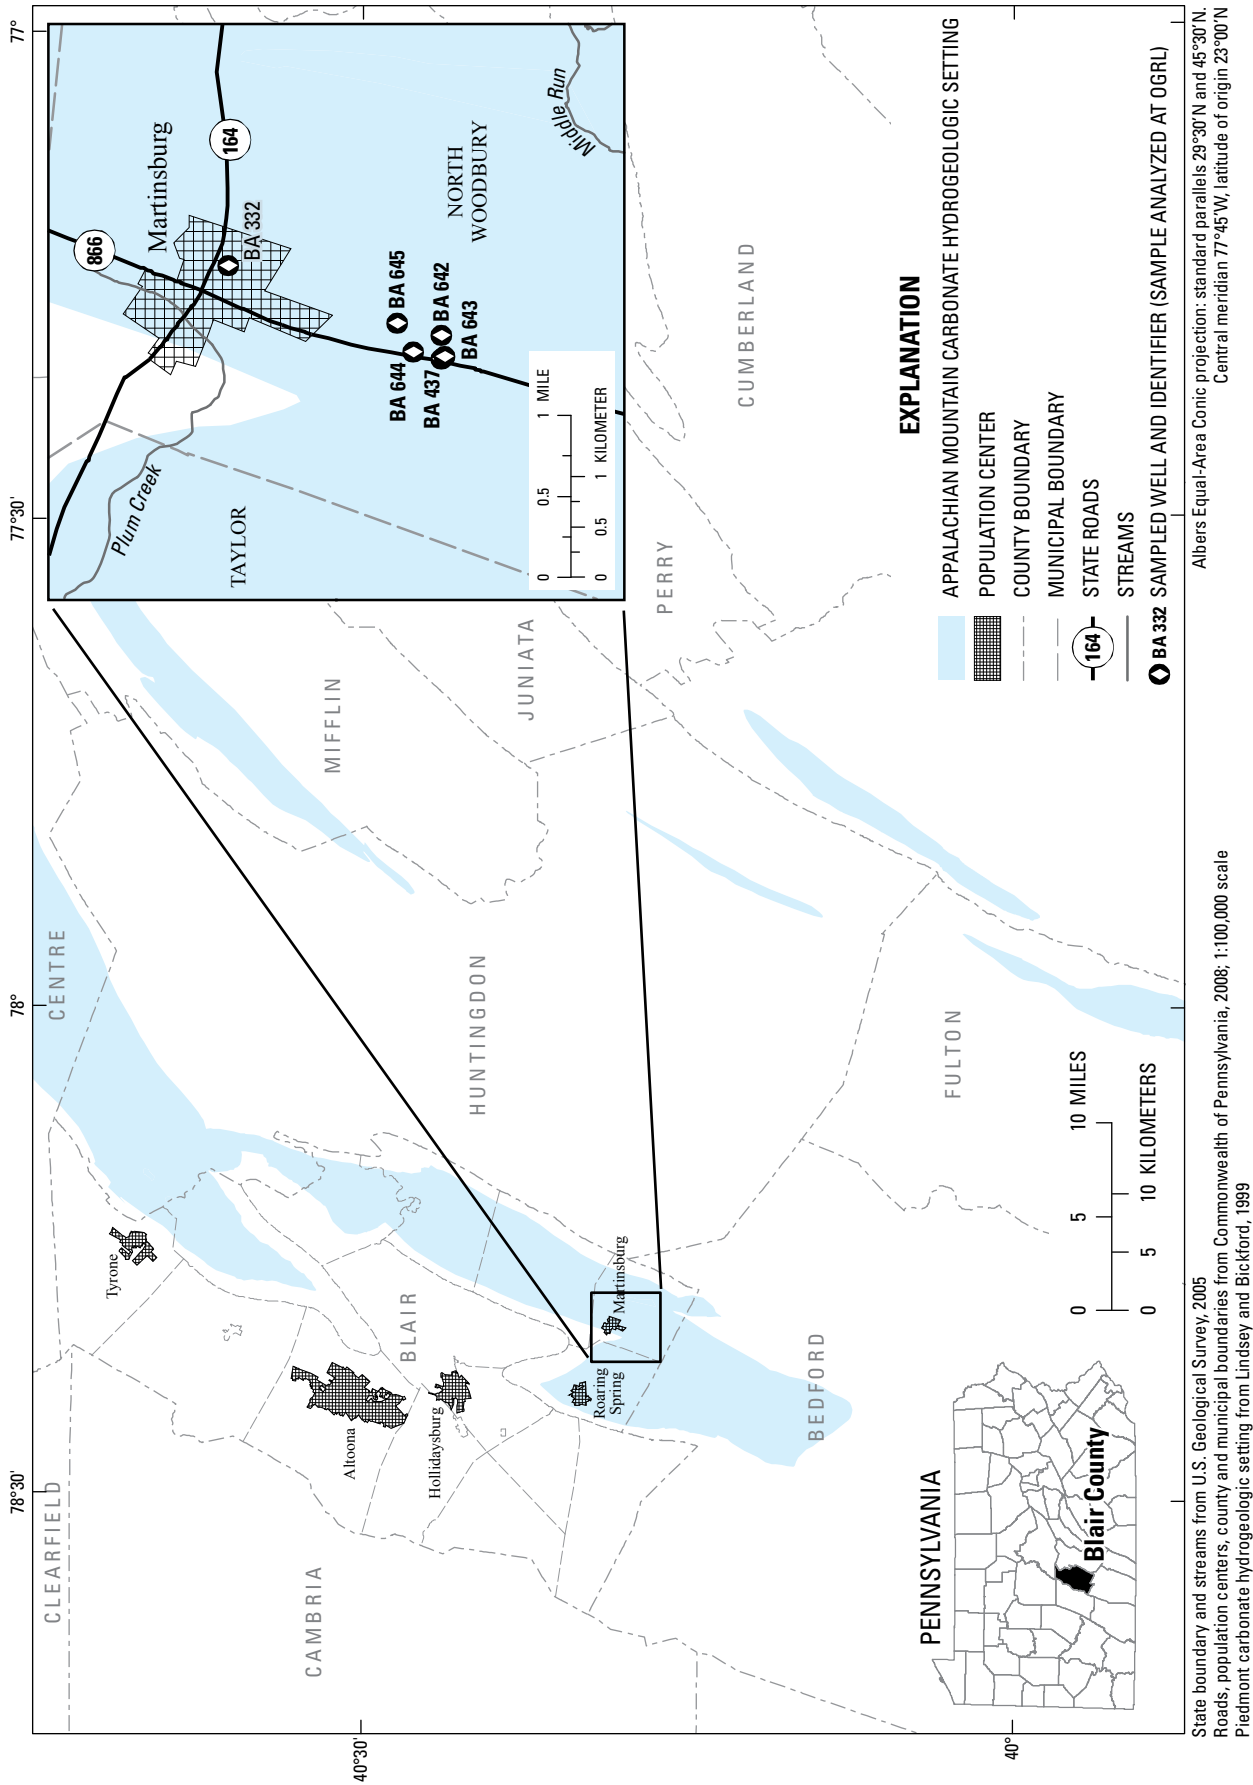 78°30'
78°
77°30'
77°
40°30'
40°
CLEARFIELD
CENTRE
CAMBRIA
BLAIR
HUNTINGDON
MIFFLIN
JUNIATA
PERRY
CUMBERLAND
BEDFORD
FULTON
Tyrone
Altoona
Hollidaysburg
Roaring
Spring
Martinsburg
866
Martinsburg
164
BA 332
Plum Creek
TAYLOR
BA 645
BA 644
BA 642
BA 437
BA 643
NORTH
WOODBURY
Middle Run
0 0.5 1 MILE
0 0.5 1 KILOMETER
PENNSYLVANIA
Blair County
0 5 10 MILES
0 5 10 KILOMETERS
EXPLANATION
APPALACHIAN MOUNTAIN CARBONATE HYDROGEOLOGIC SETTING
POPULATION CENTER
COUNTY BOUNDARY
MUNICIPAL BOUNDARY
164 STATE ROADS
STREAMS
BA 332 SAMPLED WELL AND IDENTIFIER (SAMPLE ANALYZED AT OGRL)
State boundary and streams from U.S. Geological Survey, 2005
Roads, population centers, county and municipal boundaries from Commonwealth of Pennsylvania, 2008; 1:100,000 scale
Piedmont carbonate hydrogeologic setting from Lindsey and Bickford, 1999
Albers Equal-Area Conic projection: standard parallels 29°30'N and 45°30'N.
Central meridian 77°45'W, latitude of origin 23°00'N